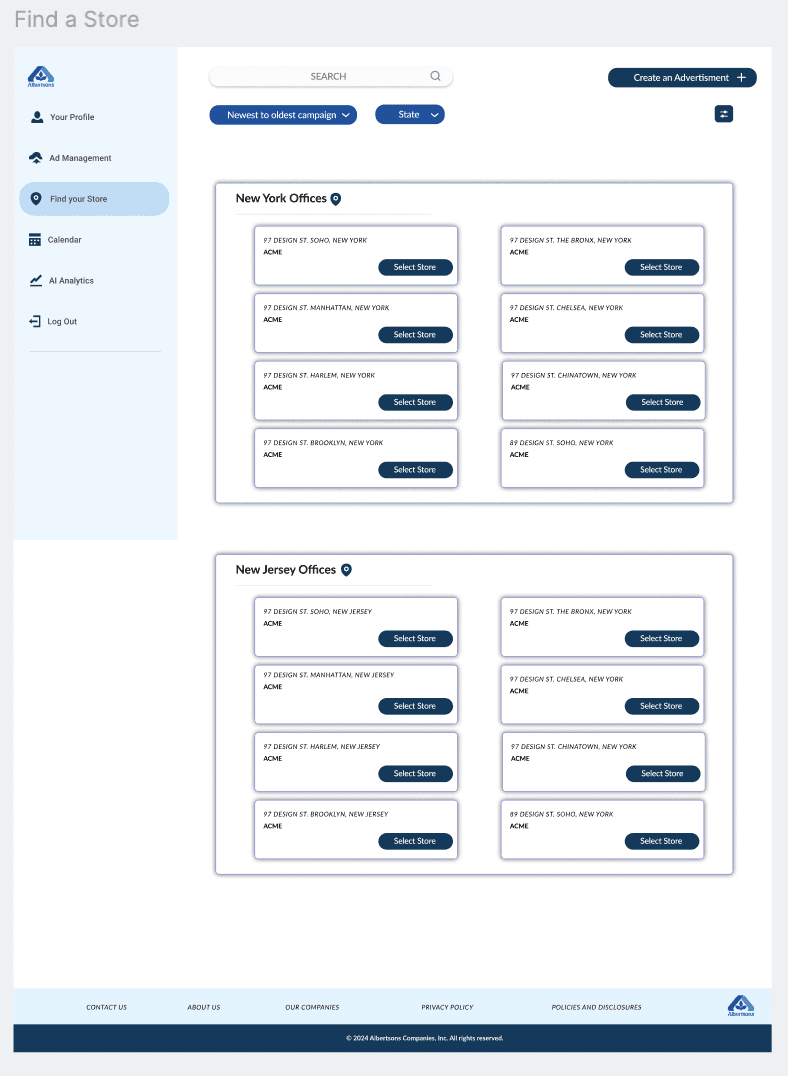 Find a Store
Albertsons
Your Profile
Ad Management
Find your Store
Calendar
AI Analytics
Log Out
SEARCH
Create an Advertisment +
Newest to oldest campaign
State
New York Offices
97 DESIGN ST. SOHO, NEW YORK
ACME
Select Store
97 DESIGN ST. THE BRONX, NEW YORK
ACME
Select Store
97 DESIGN ST. MANHATTAN, NEW YORK
ACME
Select Store
97 DESIGN ST. CHELSEA, NEW YORK
ACME
Select Store
97 DESIGN ST. HARLEM, NEW YORK
ACME
Select Store
97 DESIGN ST. CHINATOWN, NEW YORK
ACME
Select Store
97 DESIGN ST. BROOKLYN, NEW YORK
ACME
Select Store
89 DESIGN ST. SOHO, NEW YORK
ACME
Select Store
New Jersey Offices
97 DESIGN ST. SOHO, NEW JERSEY
ACME
Select Store
97 DESIGN ST. THE BRONX, NEW YORK
ACME
Select Store
97 DESIGN ST. MANHATTAN, NEW JERSEY
ACME
Select Store
97 DESIGN ST. CHELSEA, NEW YORK
ACME
Select Store
97 DESIGN ST. HARLEM, NEW JERSEY
ACME
Select Store
97 DESIGN ST. CHINATOWN, NEW YORK
ACME
Select Store
97 DESIGN ST. BROOKLYN, NEW JERSEY
ACME
Select Store
89 DESIGN ST. SOHO, NEW YORK
ACME
Select Store
CONTACT US
ABOUT US
OUR COMPANIES
PRIVACY POLICY
POLICIES AND DISCLOSURES
Albertsons
© 2024 Albertsons Companies, Inc. All rights reserved.